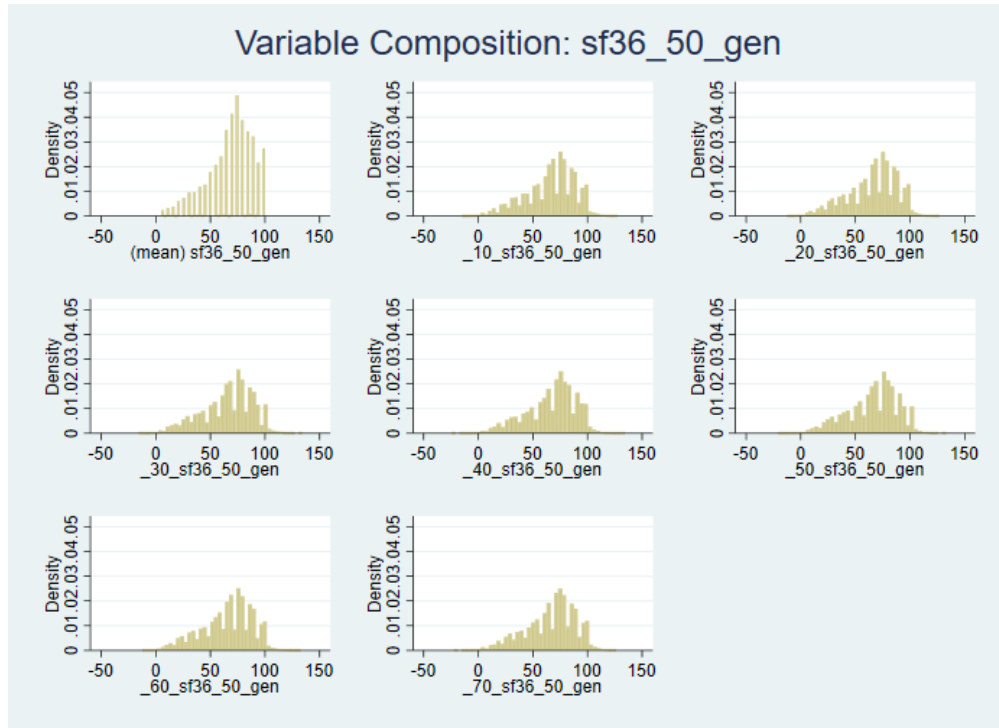 Variable Composition: sf36_50_gen
Density
0 .01.02.03.04.05
-50 0 50 100 150
(mean) sf36_50_gen
Density
0 .01.02.03.04.05
-50 0 50 100 150
_10_sf36_50_gen
Density
0 .01.02.03.04.05
-50 0 50 100 150
_20_sf36_50_gen
Density
0 .01.02.03.04.05
-50 0 50 100 150
_30_sf36_50_gen
Density
0 .01.02.03.04.05
-50 0 50 100 150
_40_sf36_50_gen
Density
0 .01.02.03.04.05
-50 0 50 100 150
_50_sf36_50_gen
Density
0 .01.02.03.04.05
-50 0 50 100 150
_60_sf36_50_gen
Density
0 .01.02.03.04.05
-50 0 50 100 150
_70_sf36_50_gen